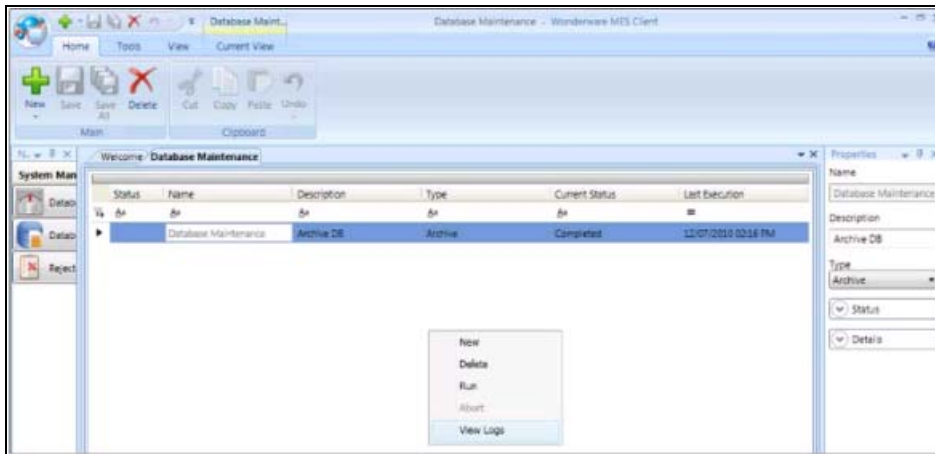 Database Maint...
Database Maintenance - Wonderware MES Client
Home Tools View Current View
New Save Save All Delete Cut Copy Paste Undo
Main Clipboard
Welcome Database Maintenance
Properties
System Man
Name
Database Maintenance
Status Name Description Type Current Status Last Execution
=
Description
Database Maintenance Archive DB Archive Completed 12/07/2010 02:16 PM
Archive DB
Reject
Type
Archive
Status
Details
New
Delete
Run
Abort
View Logs